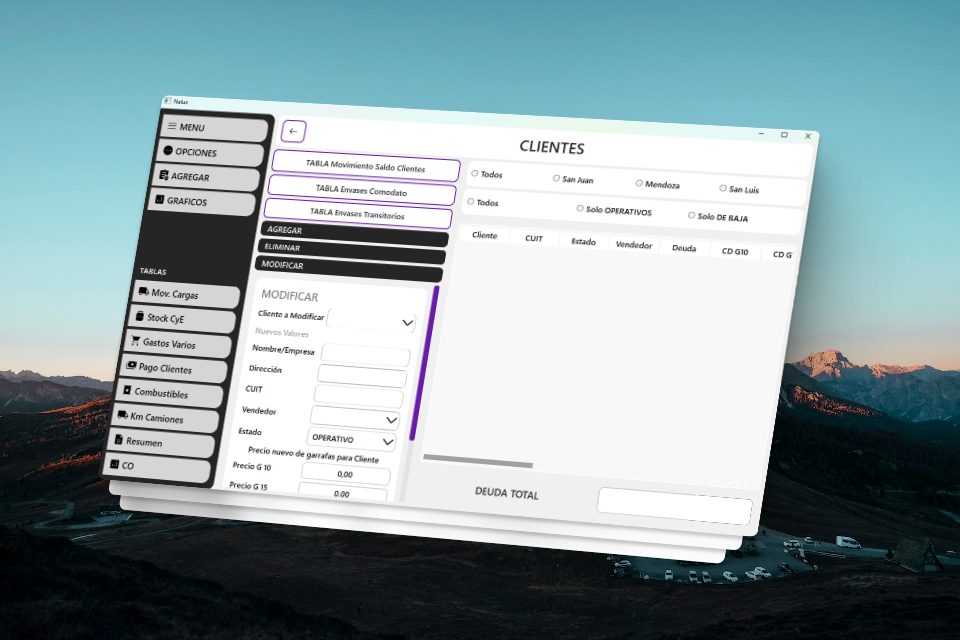 Naius
MENU
OPCIONES
AGREGAR
GRAFICOS
TABLAS
Mov. Cargas
Stock CyE
Gastos Varios
Pago Clientes
Combustibles
Km Camiones
Resumen
CO
CLIENTES
TABLA Movimiento Saldo Clientes
TABLA Envases Comodato
TABLA Envases Transitorios
AGREGAR
ELIMINAR
MODIFICAR
MODIFICAR
Cliente a Modificar
Nuevos Valores
Nombre/Empresa
Dirección
CUIT
Vendedor
Estado OPERATIVO
Precio nuevo de garrafas para Cliente
Precio G 10 0,00
Precio G 15 0,00
Todos San Juan Mendoza San Luis
Todos Solo OPERATIVOS Solo DE BAJA
Cliente CUIT Estado Vendedor Deuda CD G10 CD G
DEUDA TOTAL